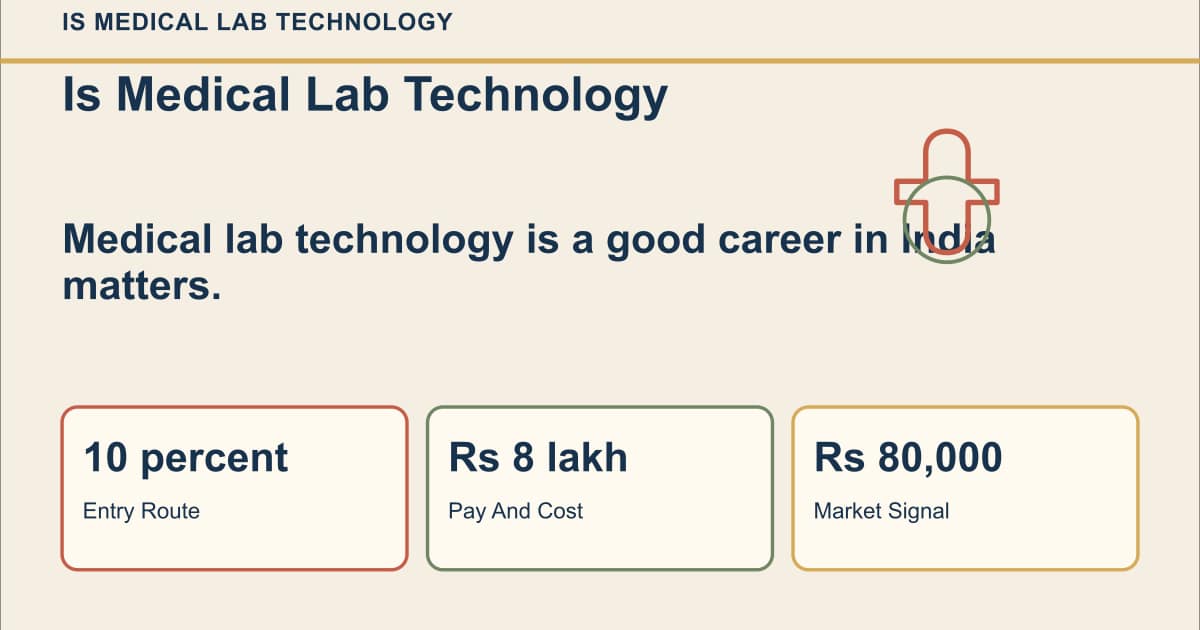 IS MEDICAL LAB TECHNOLOGY
Is Medical Lab Technology
Medical lab technology is a good career in India
matters.
10 percent
Entry Route
Rs 8 lakh
Pay And Cost
Rs 80,000
Market Signal